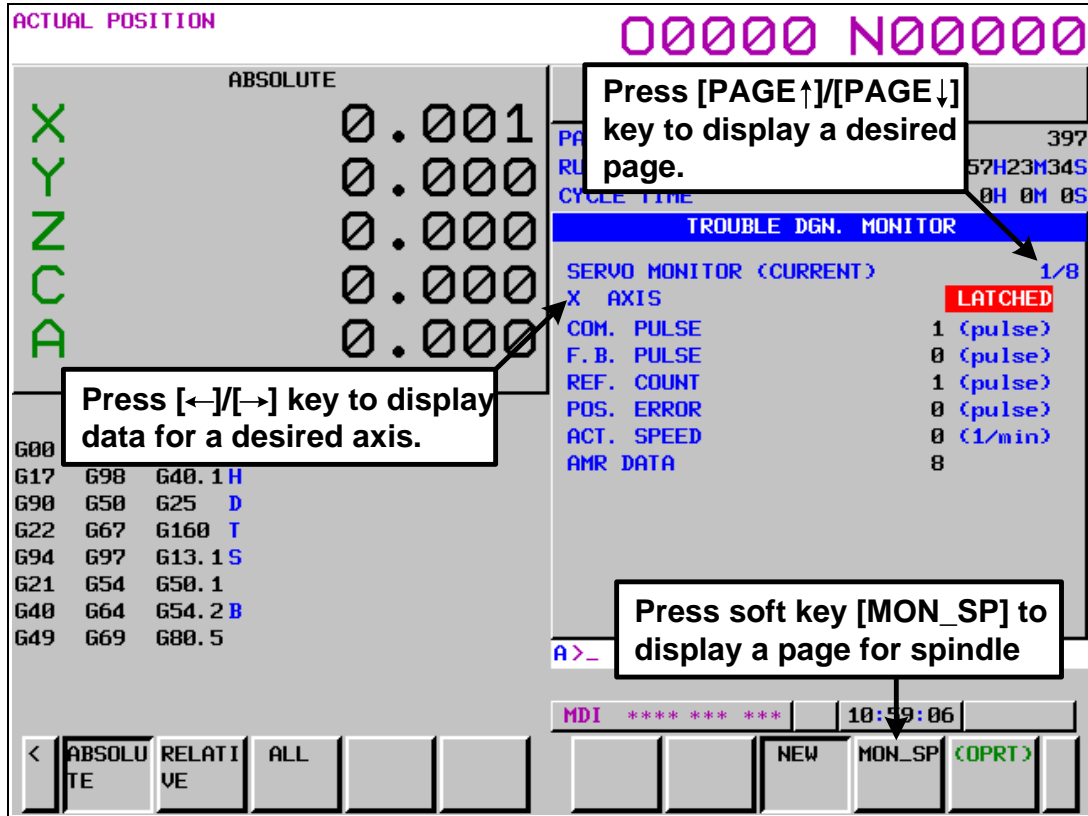 ACTUAL POSITION
O0000 N00000
ABSOLUTE
X 0.001
Y 0.000
Z 0.000
C 0.000
A 0.000
Press [PAGE↑]/[PAGE↓]
key to display a desired
page.
397
57H23M34S
CYCLE TIME 0H 0M 0S
TROUBLE DGN. MONITOR
SERVO MONITOR (CURRENT) 1/8
X AXIS LATCHED
COM. PULSE 1 (pulse)
F.B. PULSE 0 (pulse)
REF. COUNT 1 (pulse)
POS. ERROR 0 (pulse)
ACT. SPEED 0 (1/min)
AMR DATA 8
Press [←]/[→] key to display
data for a desired axis.
G00
G17 G98 G40.1 H
G90 G50 G25 D
G22 G67 G160 T
G94 G97 G13.1 S
G21 G54 G50.1
G40 G64 G54.2 B
G49 G69 G80.5
Press soft key [MON_SP] to
display a page for spindle
A>_
MDI **** *** *** 10:59:06
< ABSOLU
TE
RELATI
VE
ALL
NEW
MON_SP
(OPRT)